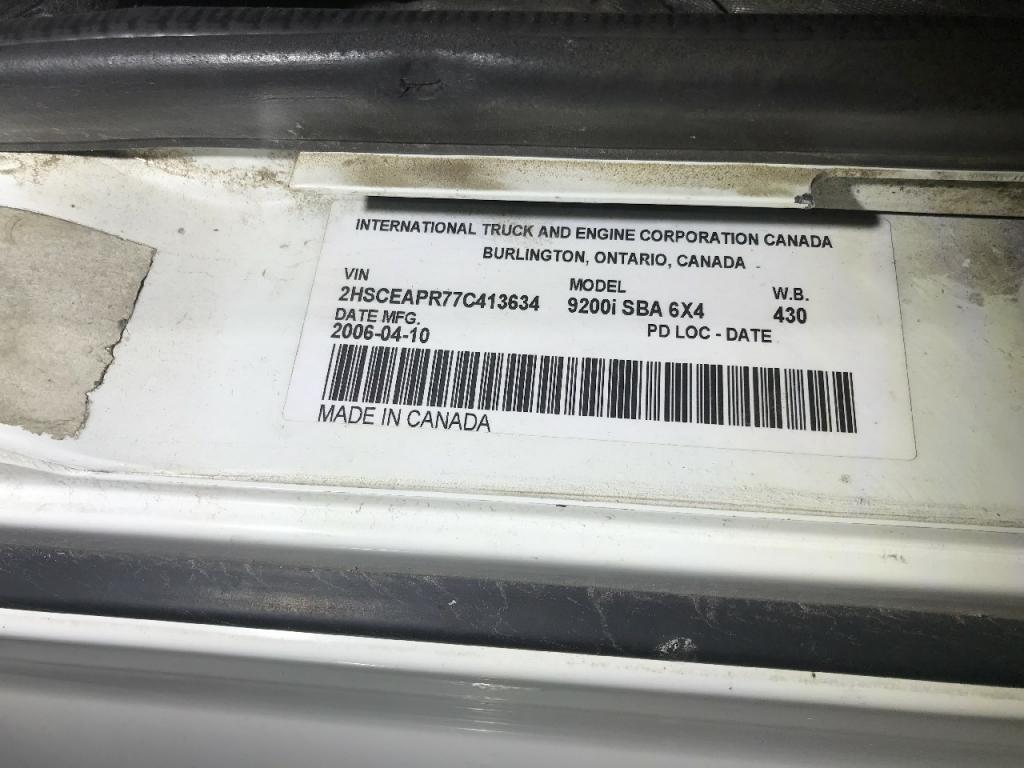 INTERNATIONAL TRUCK AND ENGINE CORPORATION CANADA
BURLINGTON, ONTARIO, CANADA
VIN MODEL W.B.
2HSCEAPR77C413634 9200i SBA 6X4 430
DATE MFG. PD LOC - DATE
2006-04-10
MADE IN CANADA